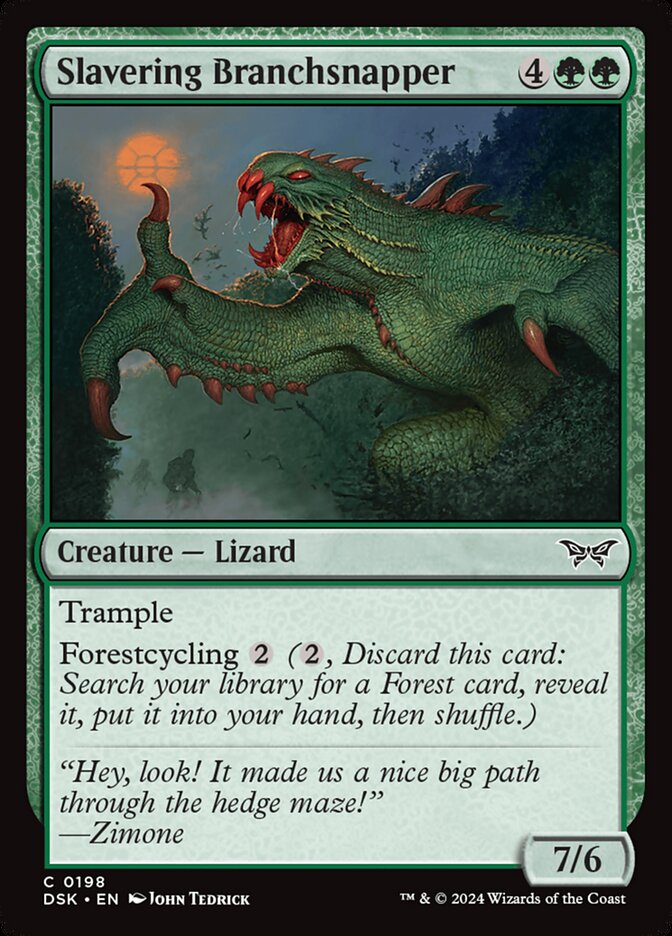 Slavering Branchsnapper 4
Creature — Lizard
Trample
Forestcycling 2 (2, Discard this card:
Search your library for a Forest card, reveal
it, put it into your hand, then shuffle.)
“Hey, look! It made us a nice big path
through the hedge maze!”
—Zimone
7/6
C 0198
DSK • EN John Tedrick
™ & © 2024 Wizards of the Coast